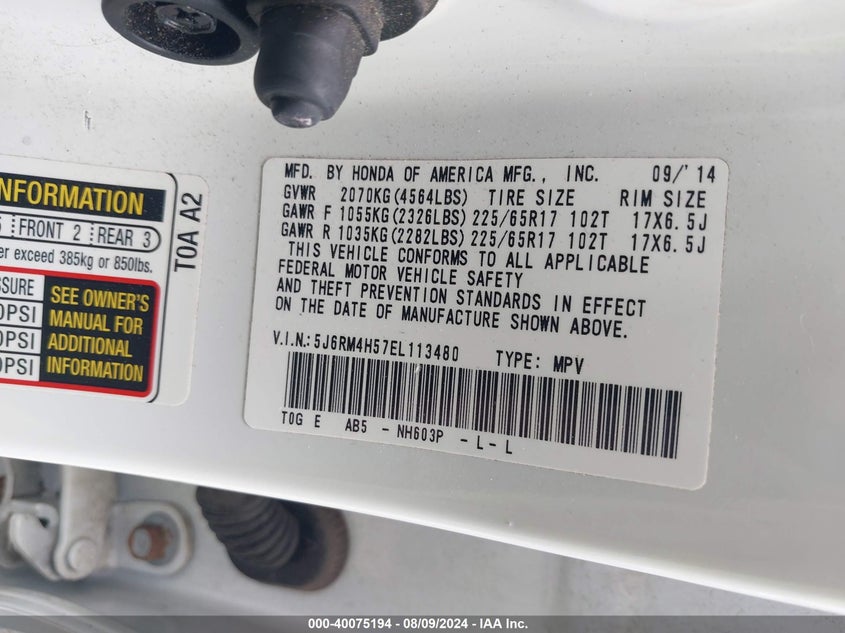 INFORMATION
FRONT 2 REAR 3
er exceed 385kg or 850lbs.
SSURE
PSI
PSI
PSI
SEE OWNER'S
MANUAL FOR
ADDITIONAL
INFORMATION
T0A A2
MFD. BY HONDA OF AMERICA MFG., INC. 09/'14
GVWR 2070KG(4564LBS) TIRE SIZE RIM SIZE
GAWR F 1055KG(2326LBS) 225/65R17 102T 17X6.5J
GAWR R 1035KG(2282LBS) 225/65R17 102T 17X6.5J
THIS VEHICLE CONFORMS TO ALL APPLICABLE
FEDERAL MOTOR VEHICLE SAFETY
AND THEFT PREVENTION STANDARDS IN EFFECT
ON THE DATE OF MANUFACTURE SHOWN ABOVE.
V.I.N.:5J6RM4H57EL113480 TYPE: MPV
T0G E AB5 - NH603P - L - L
000-40075194 - 08/09/2024 - IAA Inc.